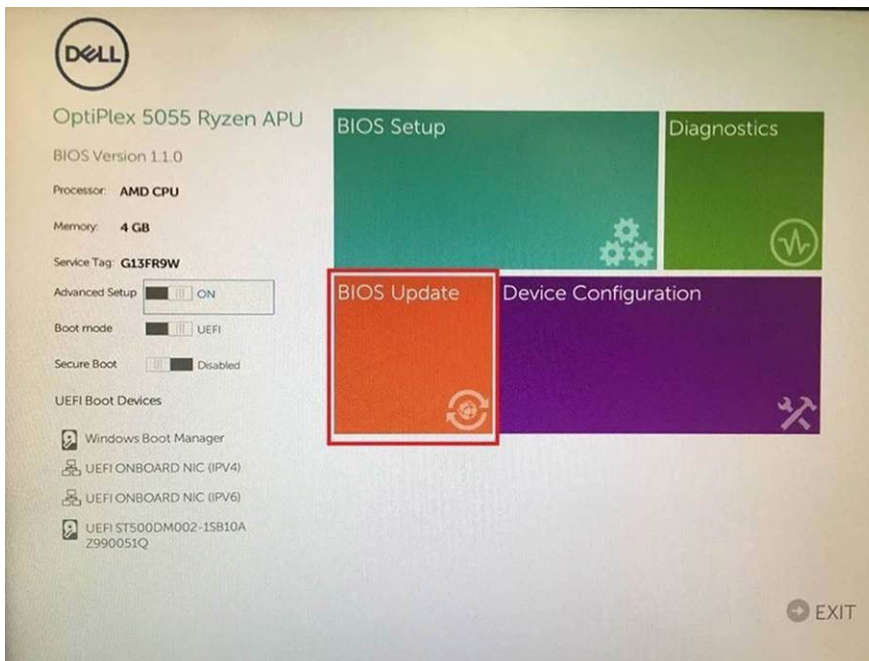 DELL
OptiPlex 5055 Ryzen APU
BIOS Version 1.1.0
Processor: AMD CPU
Memory: 4 GB
Service Tag: G13FR9W
Advanced Setup ON
Boot mode UEFI
Secure Boot Disabled
UEFI Boot Devices
Windows Boot Manager
UEFI ONBOARD NIC (IPV4)
UEFI ONBOARD NIC (IPV6)
UEFI ST500DM002-1SB10A
Z990051Q
BIOS Setup
Diagnostics
BIOS Update
Device Configuration
EXIT